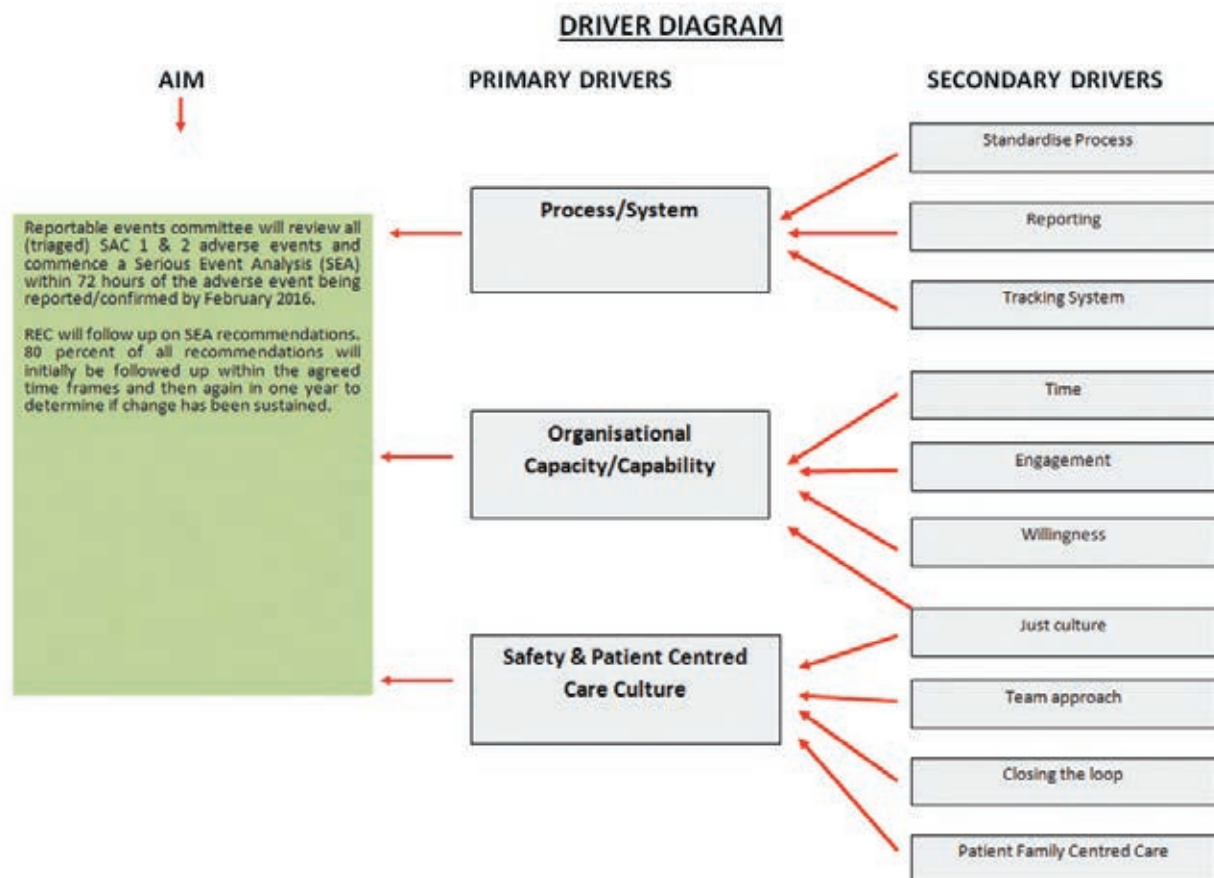 DRIVER DIAGRAM
AIM
PRIMARY DRIVERS
SECONDARY DRIVERS
Reportable events committee will review all
(triaged) SAC 1 & 2 adverse events and
commence a Serious Event Analysis (SEA)
within 72 hours of the adverse event being
reported/confirmed by February 2016.
REC will follow up on SEA recommendations.
80 percent of all recommendations will
initially be followed up within the agreed
time frames and then again in one year to
determine if change has been sustained.
Process/System
Organisational
Capacity/Capability
Safety & Patient Centred
Care Culture
Standardise Process
Reporting
Tracking System
Time
Engagement
Willingness
Just culture
Team approach
Closing the loop
Patient Family Centred Care